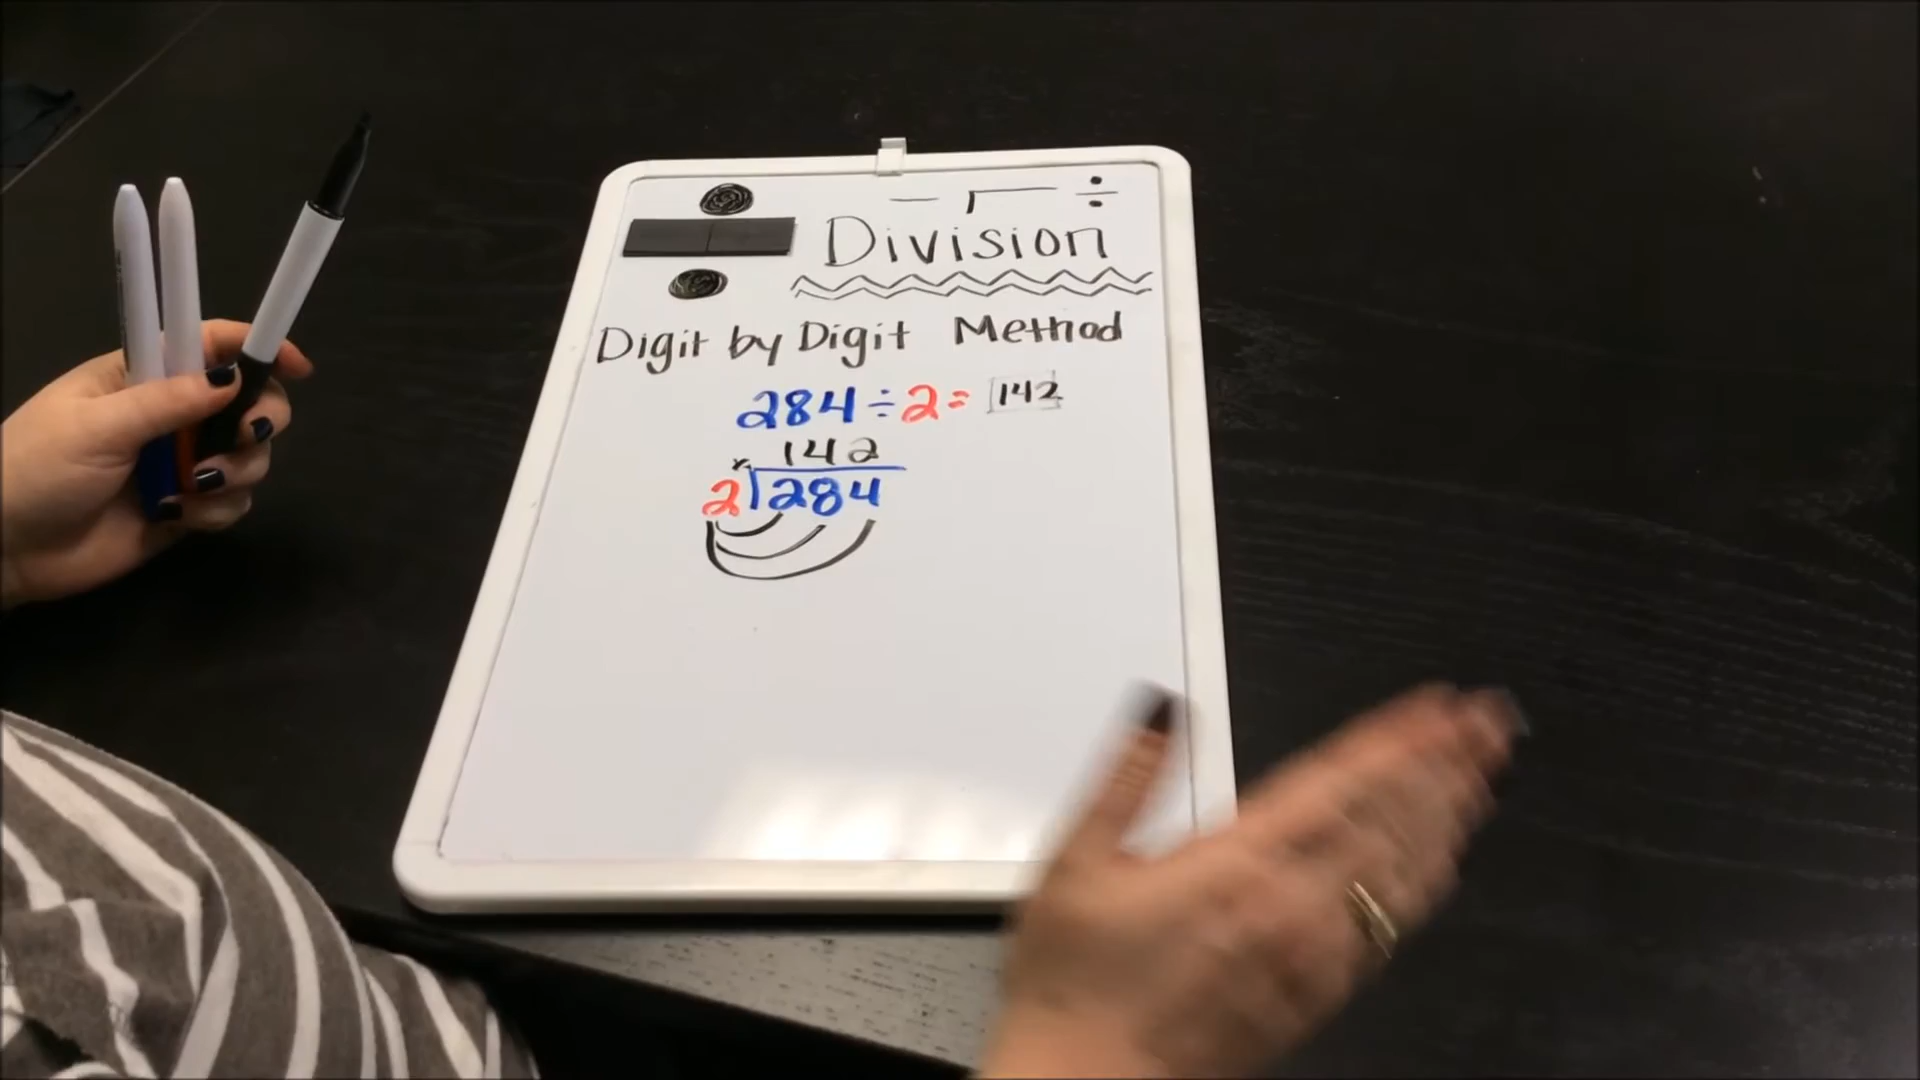 ÷
Division
Digit by Digit Method
284 ÷ 2 = 142
142
2 284